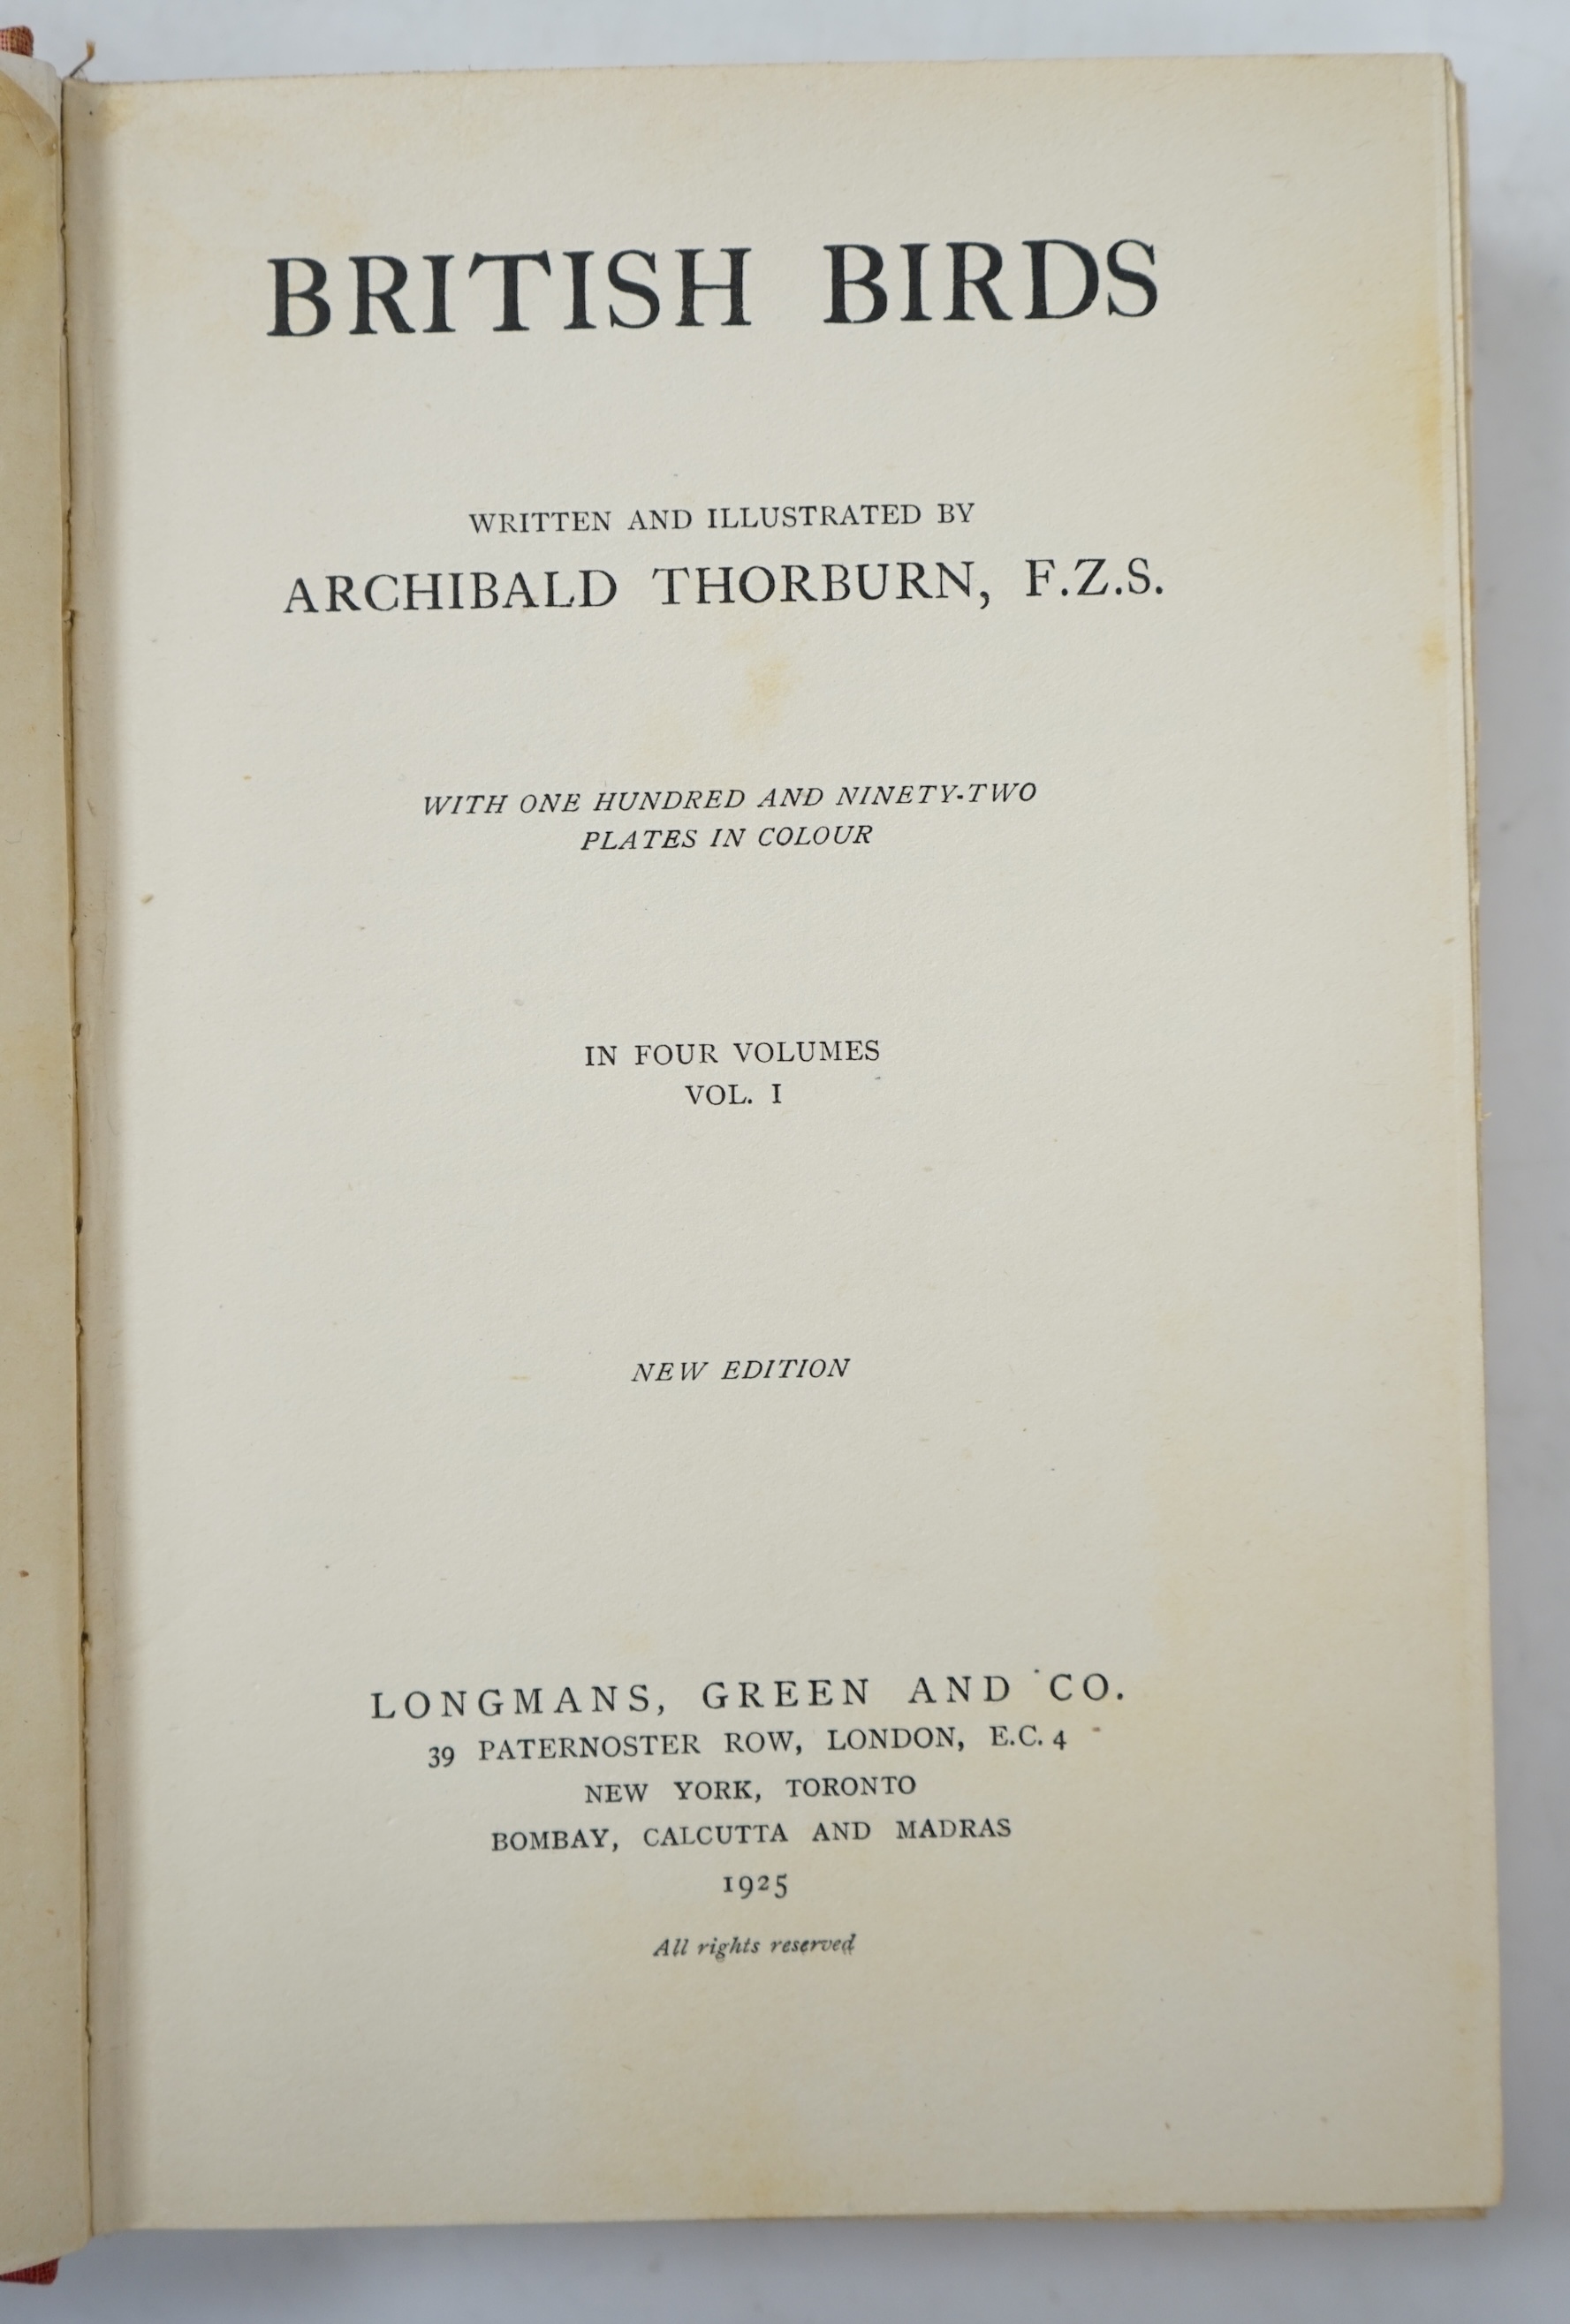 BRITISH BIRDS
WRITTEN AND ILLUSTRATED BY
ARCHIBALD THORBURN, F.Z.S.
WITH ONE HUNDRED AND NINETY-TWO
PLATES IN COLOUR
IN FOUR VOLUMES
VOL. I
NEW EDITION
LONGMANS, GREEN AND CO.
39 PATERNOSTER ROW, LONDON, E.C. 4
NEW YORK, TORONTO
BOMBAY, CALCUTTA AND MADRAS
1925
All rights reserved